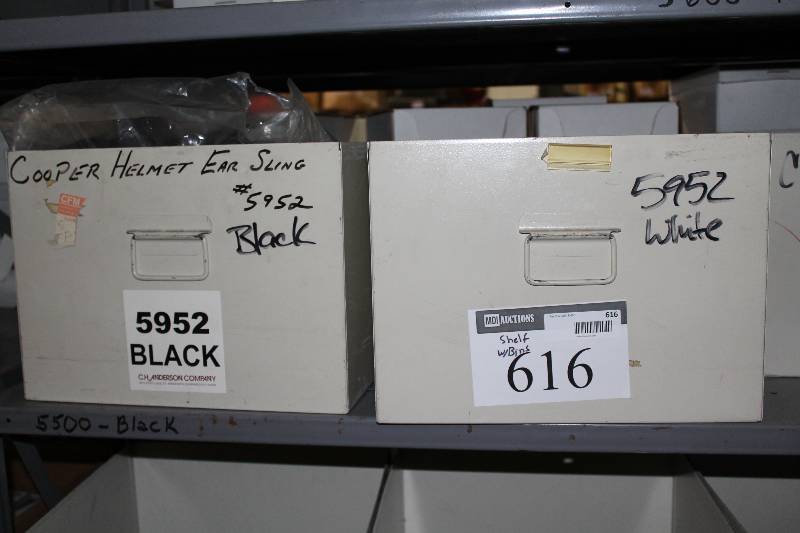 COOPER HELMET EAR SLING
#5952
Black
CFM
5952
BLACK
C.H. ANDERSON COMPANY
5952
White
AUCTIONS
616
Shelf
w/Bins
616
5500-Black